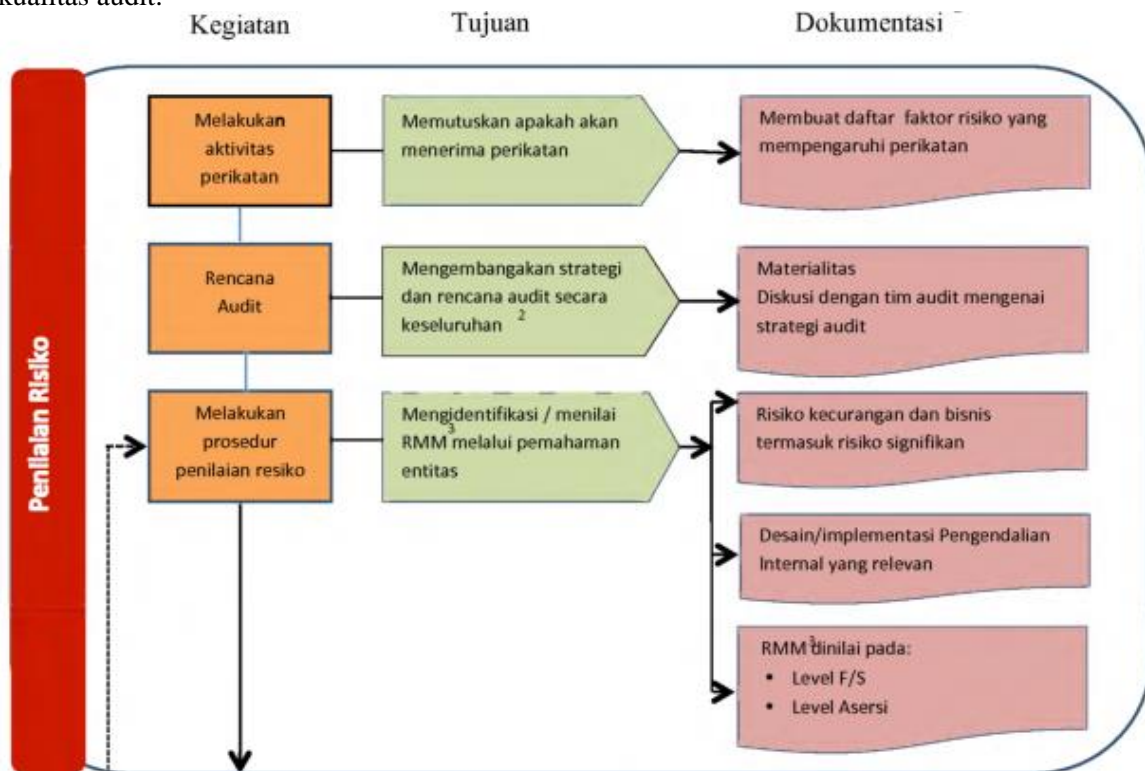 kualitas audit.
Kegiatan
Tujuan
Dokumentasi
Penilaian Risiko
Melakukan
aktivitas
perikatan
Memutuskan apakah akan
menerima perikatan
Membuat daftar faktor risiko yang
mempengaruhi perikatan
Rencana
Audit
Mengembangakan strategi
dan rencana audit secara
keseluruhan 2
Materialitas
Diskusi dengan tim audit mengenai
strategi audit
Melakukan
prosedur
penilaian resiko
Mengidentifikasi / menilai
RMM 3 melalui pemahaman
entitas
Risiko kecurangan dan bisnis
termasuk risiko signifikan
Desain/implementasi Pengendalian
Internal yang relevan
RMM 3 dinilai pada:
• Level F/S
• Level Asersi